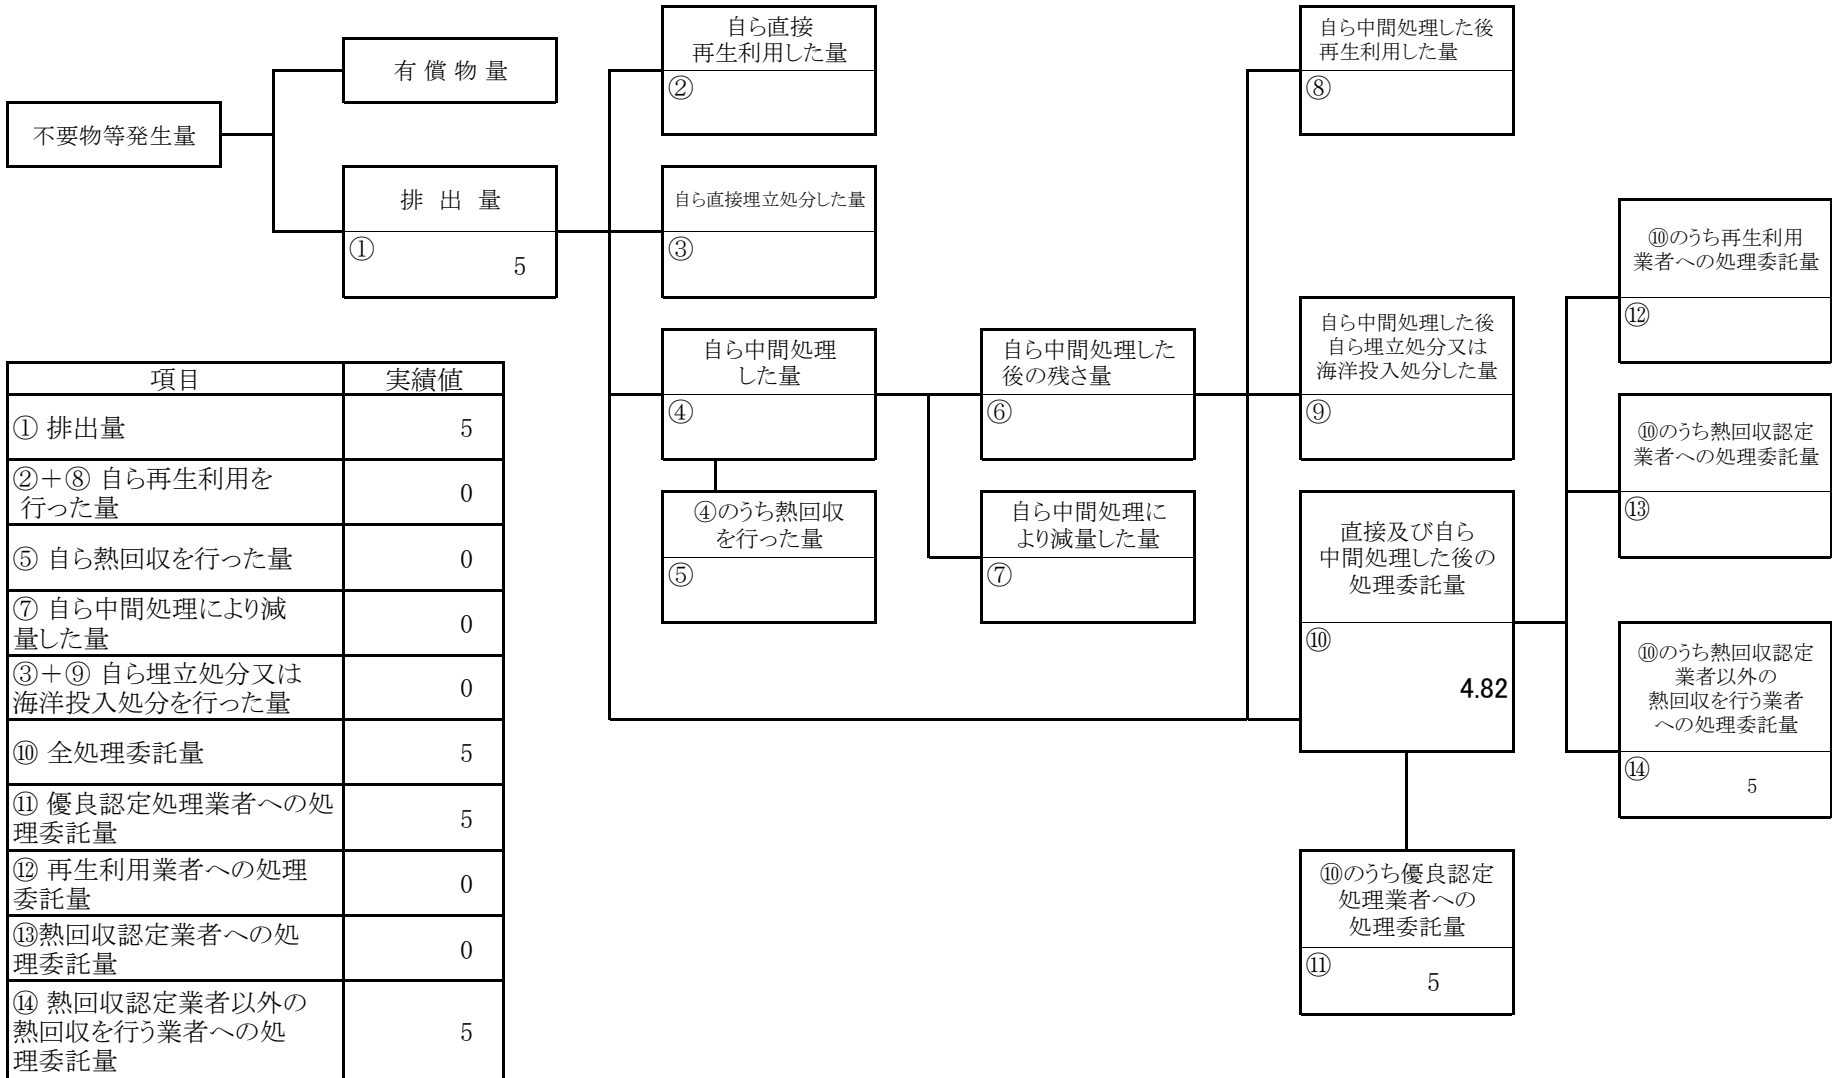 自ら直接
再生利用した量
②
自ら中間処理した後
再生利用した量
⑧
有 償 物 量
不要物等発生量
排 出 量
①
5
自ら直接埋立処分した量
③
⑩のうち再生利用
業者への処理委託量
⑫
自ら中間処理
した量
④
自ら中間処理した
後の残さ量
⑥
自ら中間処理した後
自ら埋立処分又は
海洋投入処分した量
⑨
⑩のうち熱回収認定
業者への処理委託量
⑬
④のうち熱回収
を行った量
⑤
自ら中間処理に
より減量した量
⑦
直接及び自ら
中間処理した後の
処理委託量
⑩
4.82
⑩のうち熱回収認定
業者以外の
熱回収を行う業者
への処理委託量
⑭
5
⑩のうち優良認定
処理業者への
処理委託量
⑪
5
項目 実績値
① 排出量 5
②＋⑧ 自ら再生利用を
行った量 0
⑤ 自ら熱回収を行った量 0
⑦ 自ら中間処理により減
量した量 0
③＋⑨ 自ら埋立処分又は
海洋投入処分を行った量 0
⑩ 全処理委託量 5
⑪ 優良認定処理業者への処
理委託量 5
⑫ 再生利用業者への処理
委託量 0
⑬熱回収認定業者への処
理委託量 0
⑭ 熱回収認定業者以外の
熱回収を行う業者への処
理委託量 5